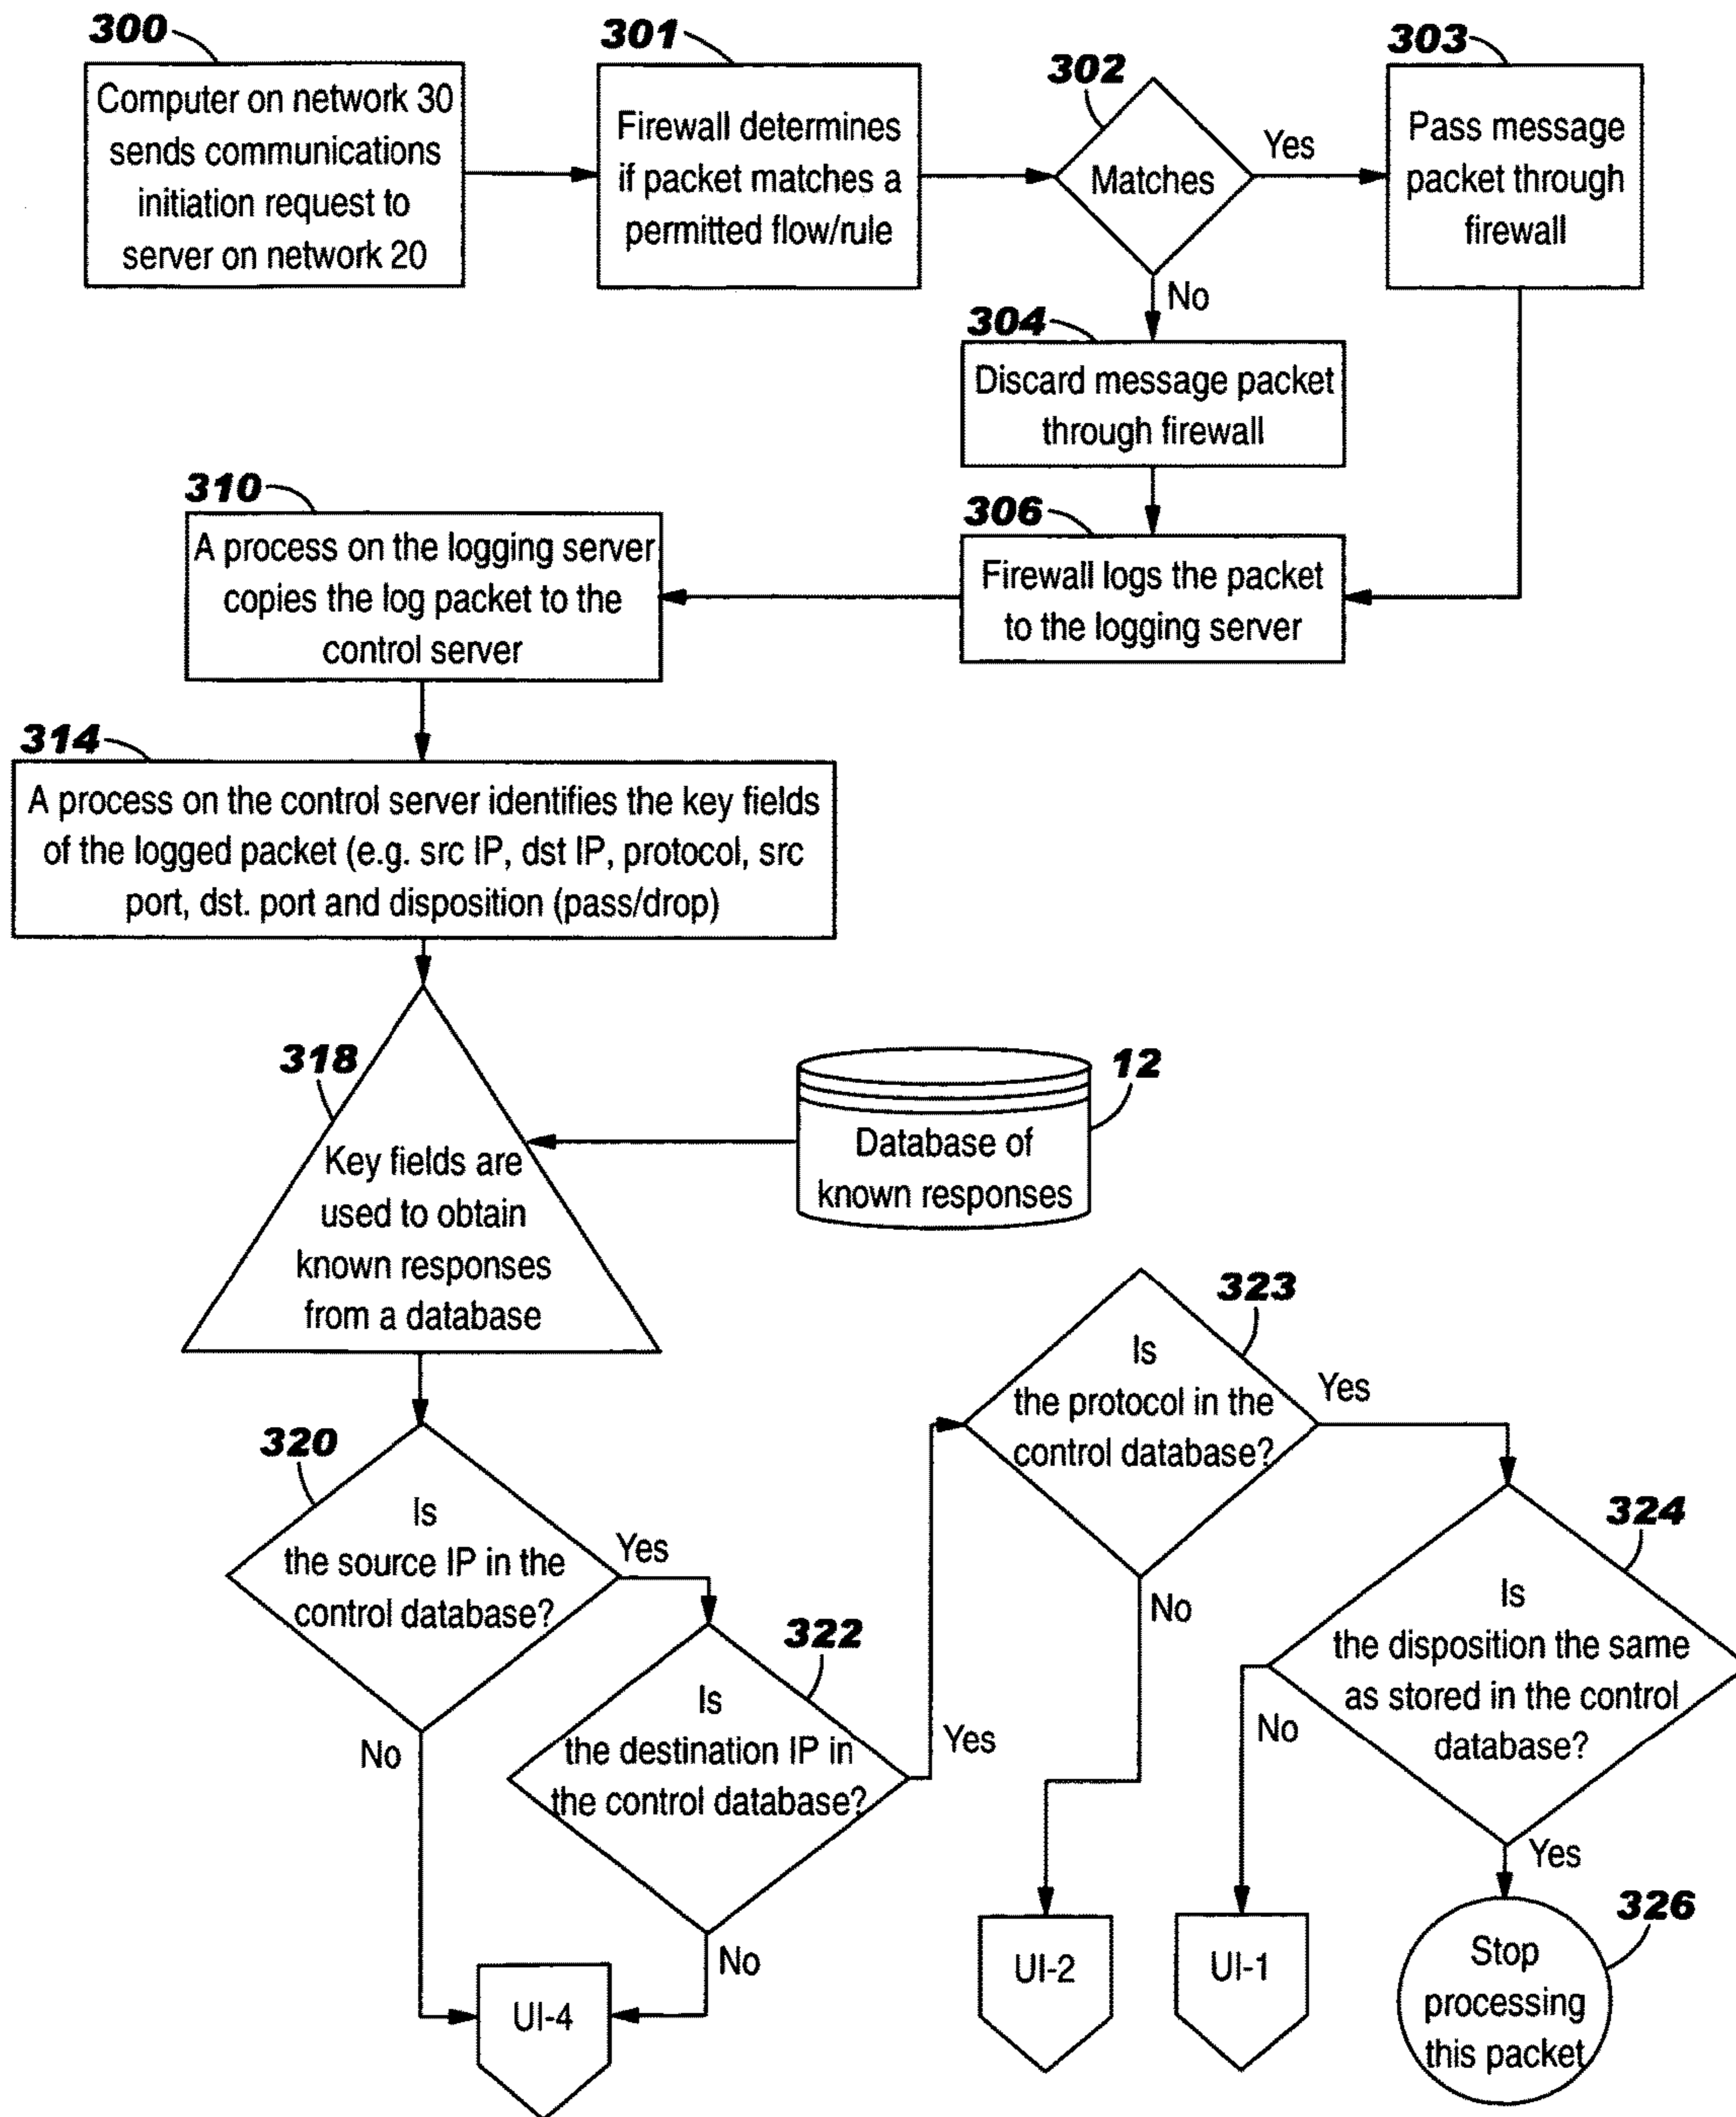 300
Computer on network 30
sends communications
initiation request to
server on network 20
301
Firewall determines
if packet matches a
permitted flow/rule
302
Matches
Yes
No
303
Pass message
packet through
firewall
304
Discard message packet
through firewall
306
Firewall logs the packet
to the logging server
310
A process on the logging server
copies the log packet to the
control server
314
A process on the control server identifies the key fields
of the logged packet (e.g. src IP, dst IP, protocol, src
port, dst. port and disposition (pass/drop)
318
Key fields are
used to obtain
known responses
from a database
12
Database of
known responses
320
Is
the source IP in the
control database?
Yes
No
322
Is
the destination IP in
the control database?
Yes
No
UI-4
323
Is
the protocol in the
control database?
Yes
No
UI-2
324
Is
the disposition the same
as stored in the control
database?
No
UI-1
Yes
326
Stop
processing
this packet